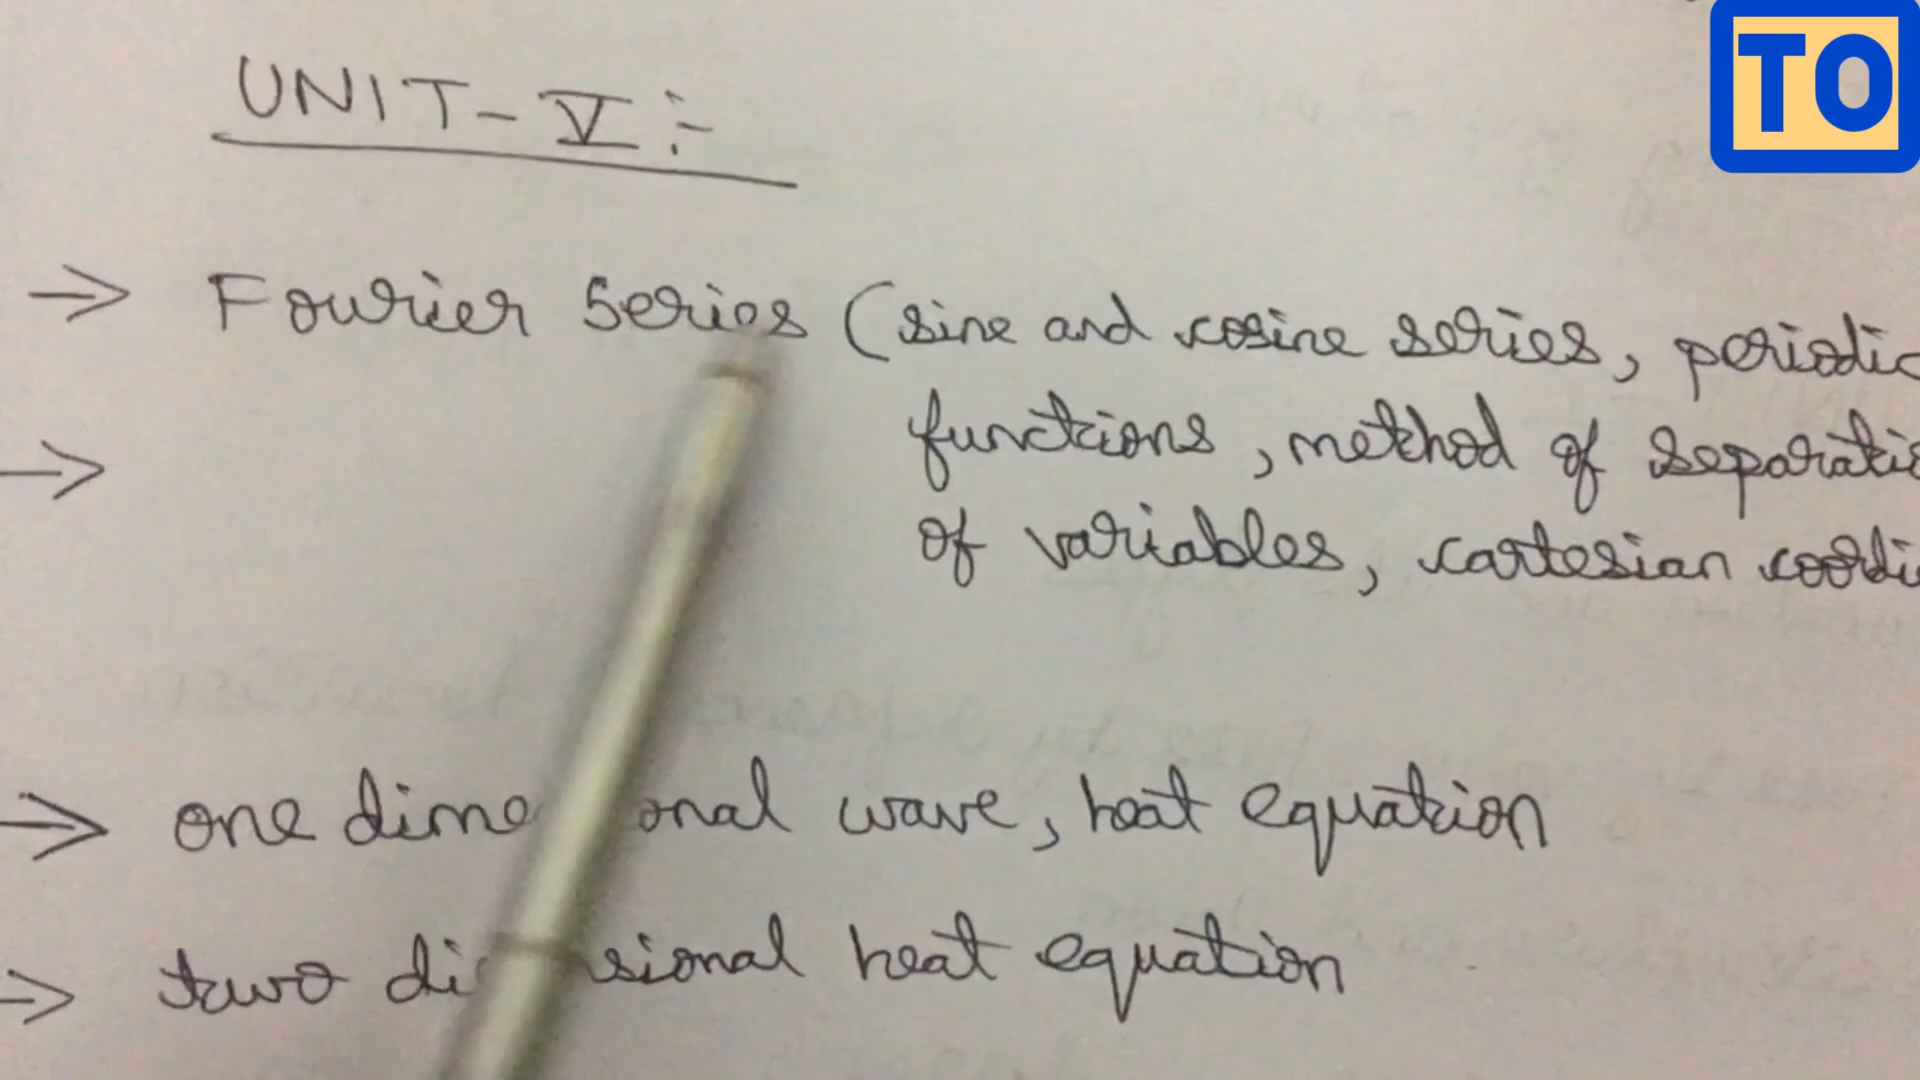 TO
UNIT-V:-
→ Fourier Series (sine and cosine series, periodic
→ functions, method of separatio
of variables, cartesian coordi
→ one dime onal wave, heat equation
→ two di sional heat equation